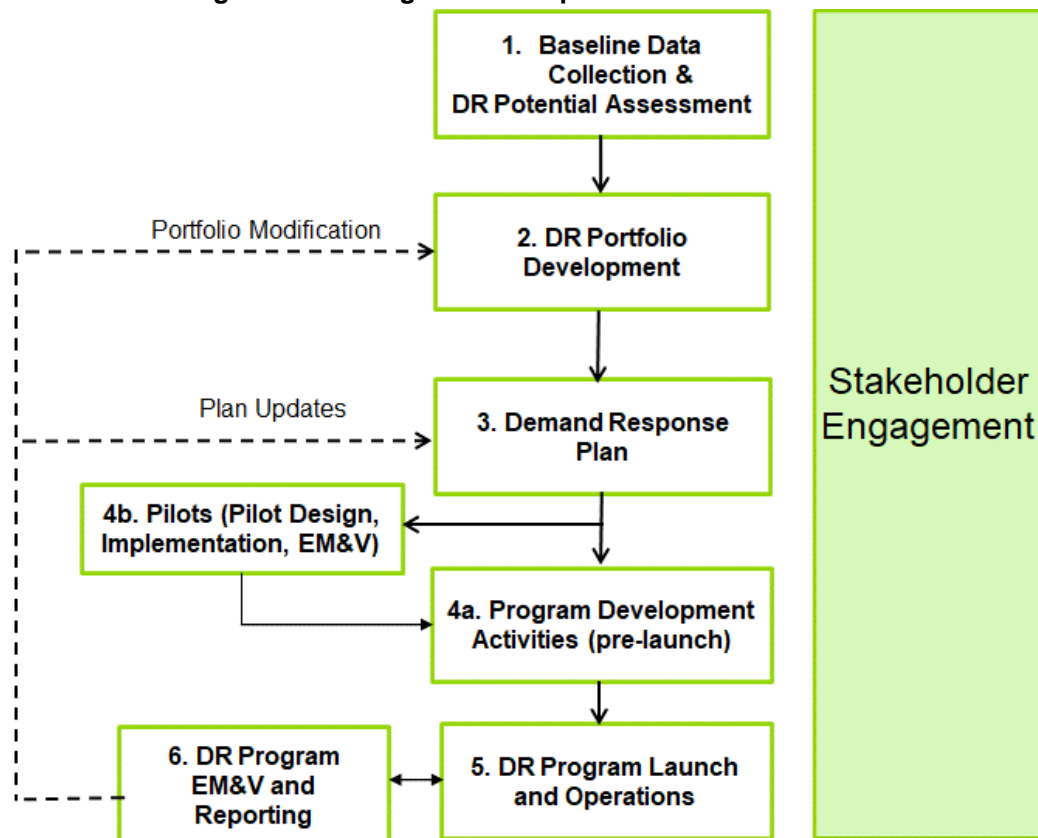 1. Baseline Data
Collection &
DR Potential Assessment
Portfolio Modification
2. DR Portfolio
Development
Stakeholder
Engagement
Plan Updates
3. Demand Response
Plan
4b. Pilots (Pilot Design,
Implementation, EM&V)
4a. Program Development
Activities (pre-launch)
6. DR Program
EM&V and
Reporting
5. DR Program Launch
and Operations